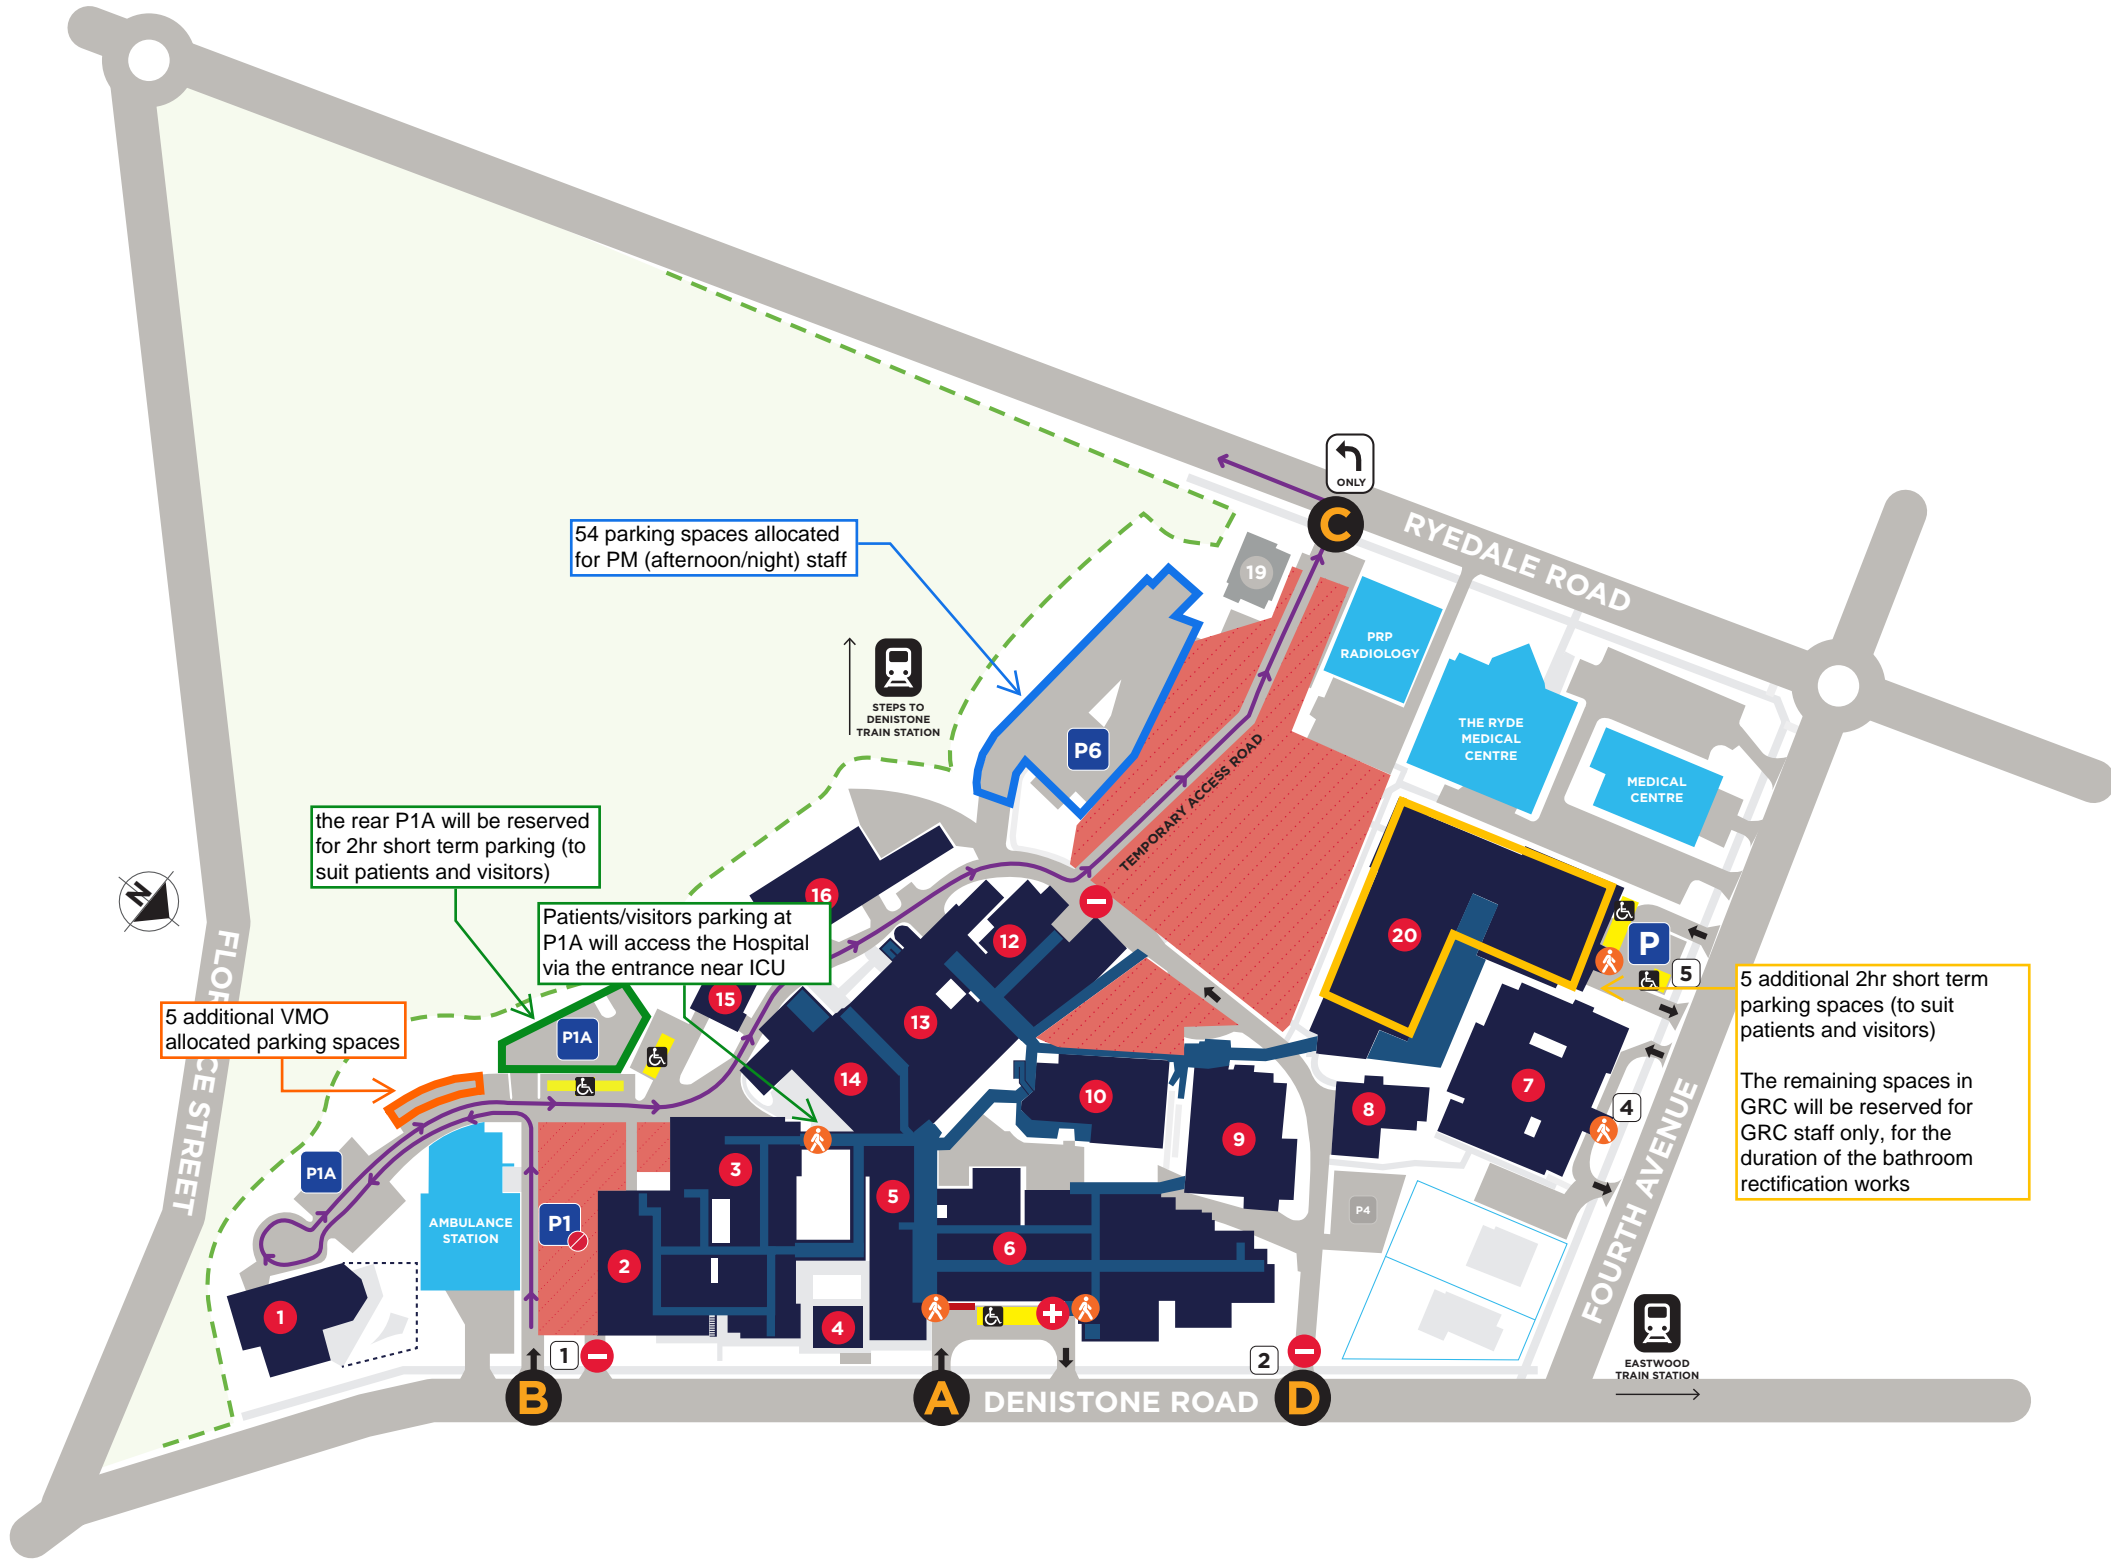 ONLY
C
RYEDALE ROAD
54 parking spaces allocated
for PM (afternoon/night) staff
19
PRP
RADIOLOGY
STEPS TO
DENISTONE
TRAIN STATION
P6
THE RYDE
MEDICAL
CENTRE
MEDICAL
CENTRE
TEMPORARY ACCESS ROAD
the rear P1A will be reserved
for 2hr short term parking (to
suit patients and visitors)
N
16
Patients/visitors parking at
P1A will access the Hospital
via the entrance near ICU
12
20
P
5
15
13
5 additional VMO
allocated parking spaces
P1A
5 additional 2hr short term
parking spaces (to suit
patients and visitors)
The remaining spaces in
GRC will be reserved for
GRC staff only, for the
duration of the bathroom
rectification works
14
10
7
8
4
9
3
P1A
5
P1
P4
AMBULANCE
STATION
6
2
1
4
FLORENCE STREET
FOURTH AVENUE
1
2
EASTWOOD
TRAIN STATION
B
A
DENISTONE ROAD
D